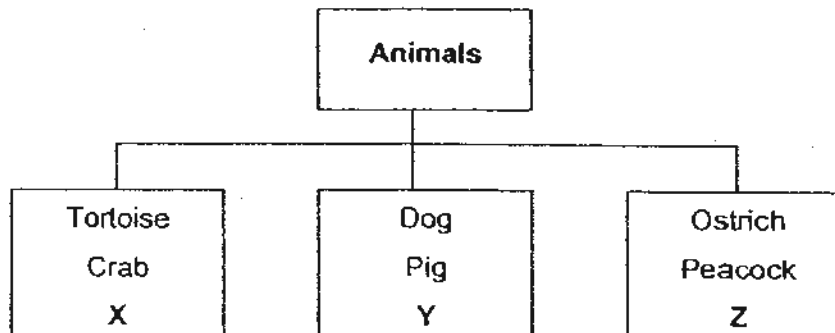 Animals
Tortoise
Crab
X
Dog
Pig
Y
Ostrich
Peacock
Z